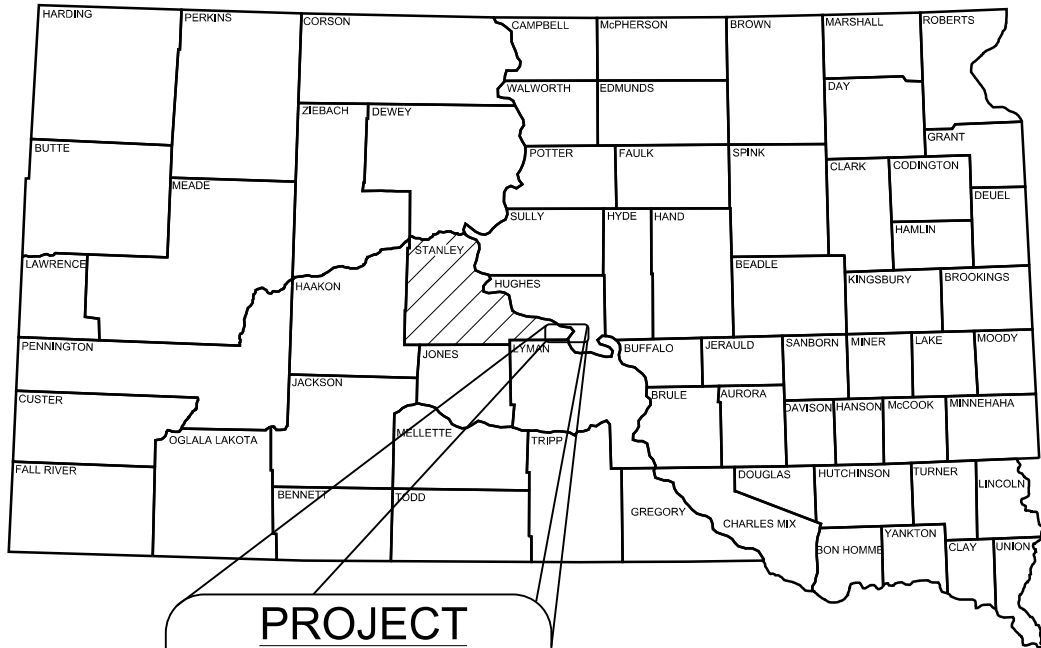 HARDING
PERKINS
CORSON
CAMPBELL
McPHERSON
BROWN
MARSHALL
ROBERTS
WALWORTH
EDMUNDS
DAY
ZIEBACH
DEWEY
GRANT
BUTTE
POTTER
FAULK
SPINK
CLARK
CODINGTON
MEADE
DEUEL
SULLY
HYDE
HAND
HAMLIN
STANLEY
LAWRENCE
BEADLE
KINGSBURY
BROOKINGS
HAAKON
HUGHES
PENNINGTON
JONES
LYMAN
BUFFALO
JERAULD
SANBORN
MINER
LAKE
MOODY
JACKSON
CUSTER
BRULE
AURORA
DAVISON
HANSON
McCOOK
MINNEHAHA
OGLALA LAKOTA
MELLETTE
TRIPP
FALL RIVER
DOUGLAS
HUTCHINSON
TURNER
LINCOLN
BENNETT
TODD
GREGORY
CHARLES MIX
BON HOMME
YANKTON
CLAY
UNION
PROJECT